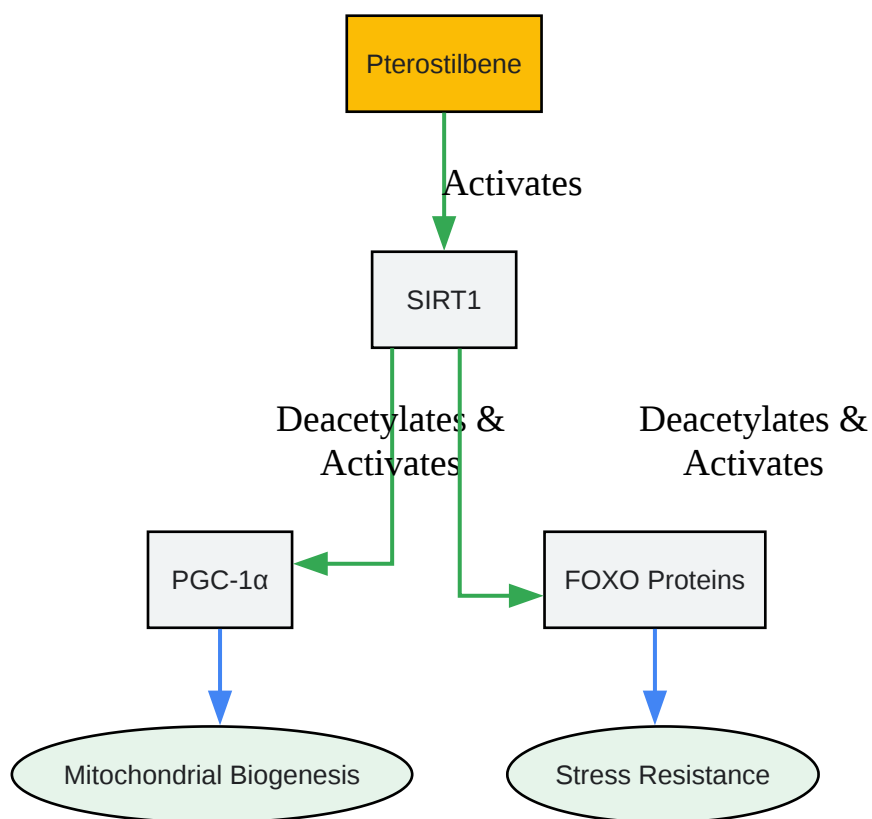 Pterostilbene
Activates
SIRT1
Deacetylates &
Activates
Deacetylates &
Activates
PGC-1α
FOXO Proteins
Mitochondrial Biogenesis
Stress Resistance